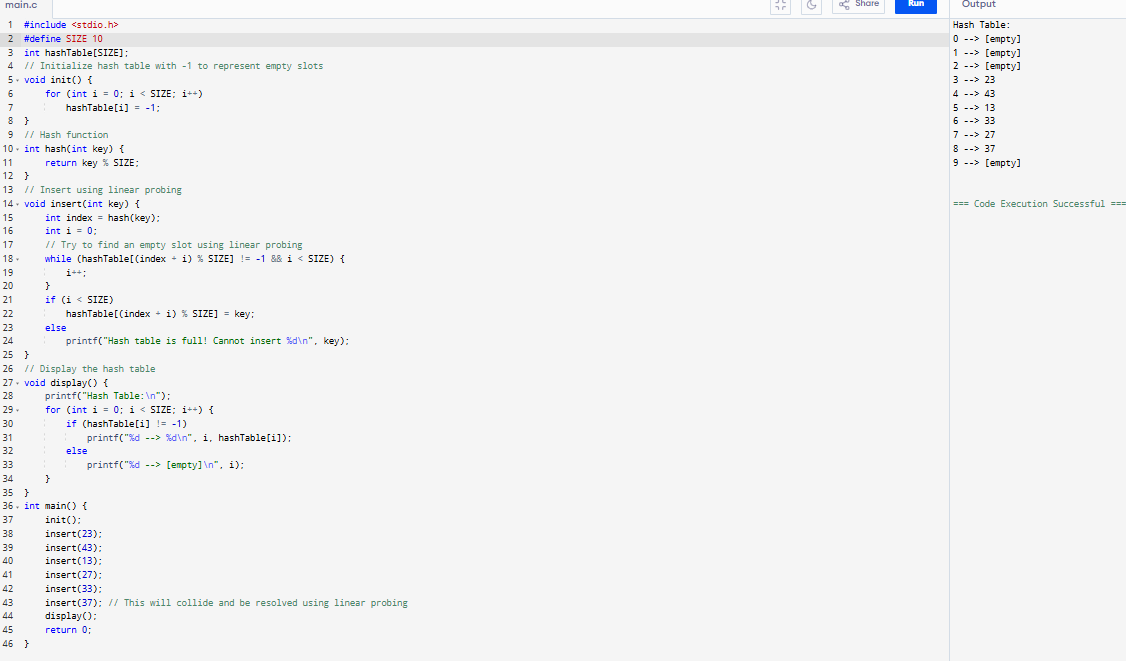 main.c
Share
Run
Output
1 #include <stdio.h>
2 #define SIZE 10
3 int hashTable[SIZE];
4 // Initialize hash table with -1 to represent empty slots
5 void init() {
6     for (int i = 0; i < SIZE; i++)
7         hashTable[i] = -1;
8 }
9 // Hash function
10 int hash(int key) {
11     return key % SIZE;
12 }
13 // Insert using linear probing
14 void insert(int key) {
15     int index = hash(key);
16     int i = 0;
17     // Try to find an empty slot using linear probing
18     while (hashTable[(index + i) % SIZE] != -1 && i < SIZE) {
19         i++;
20     }
21     if (i < SIZE)
22         hashTable[(index + i) % SIZE] = key;
23     else
24         printf("Hash table is full! Cannot insert %d\n", key);
25 }
26 // Display the hash table
27 void display() {
28     printf("Hash Table:\n");
29     for (int i = 0; i < SIZE; i++) {
30         if (hashTable[i] != -1)
31             printf("%d --> %d\n", i, hashTable[i]);
32         else
33             printf("%d --> [empty]\n", i);
34     }
35 }
36 int main() {
37     init();
38     insert(23);
39     insert(43);
40     insert(13);
41     insert(27);
42     insert(33);
43     insert(37); // This will collide and be resolved using linear probing
44     display();
45     return 0;
46 }
Hash Table:
0 --> [empty]
1 --> [empty]
2 --> [empty]
3 --> 23
4 --> 43
5 --> 13
6 --> 33
7 --> 27
8 --> 37
9 --> [empty]
=== Code Execution Successful ===